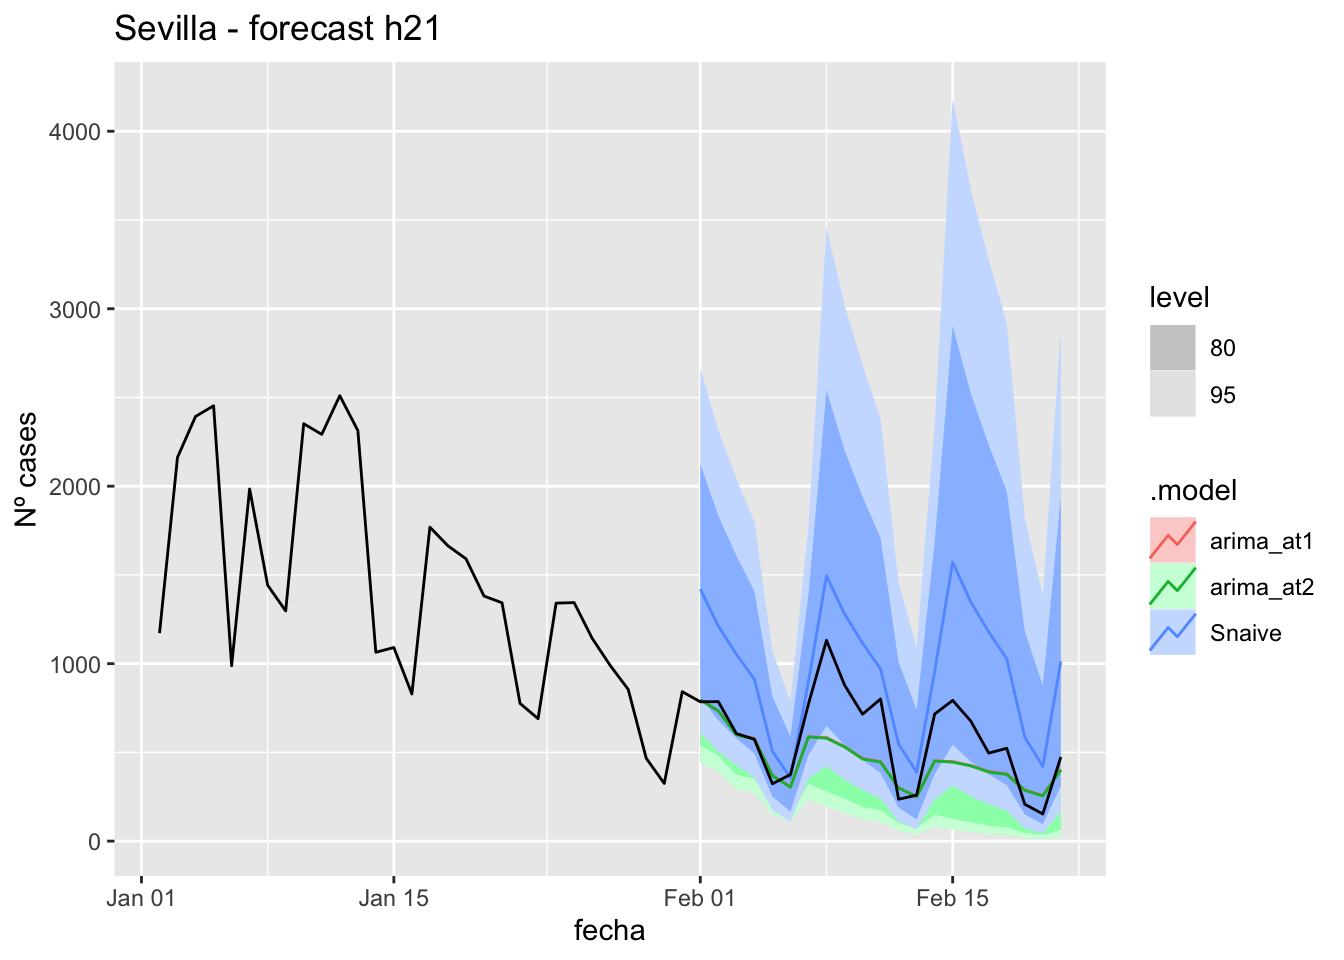 Sevilla - forecast h21
Nº cases
4000
3000
2000
1000
0
Jan 01
Jan 15
Feb 01
Feb 15
fecha
level
80
95
.model
arima_at1
arima_at2
Snaive